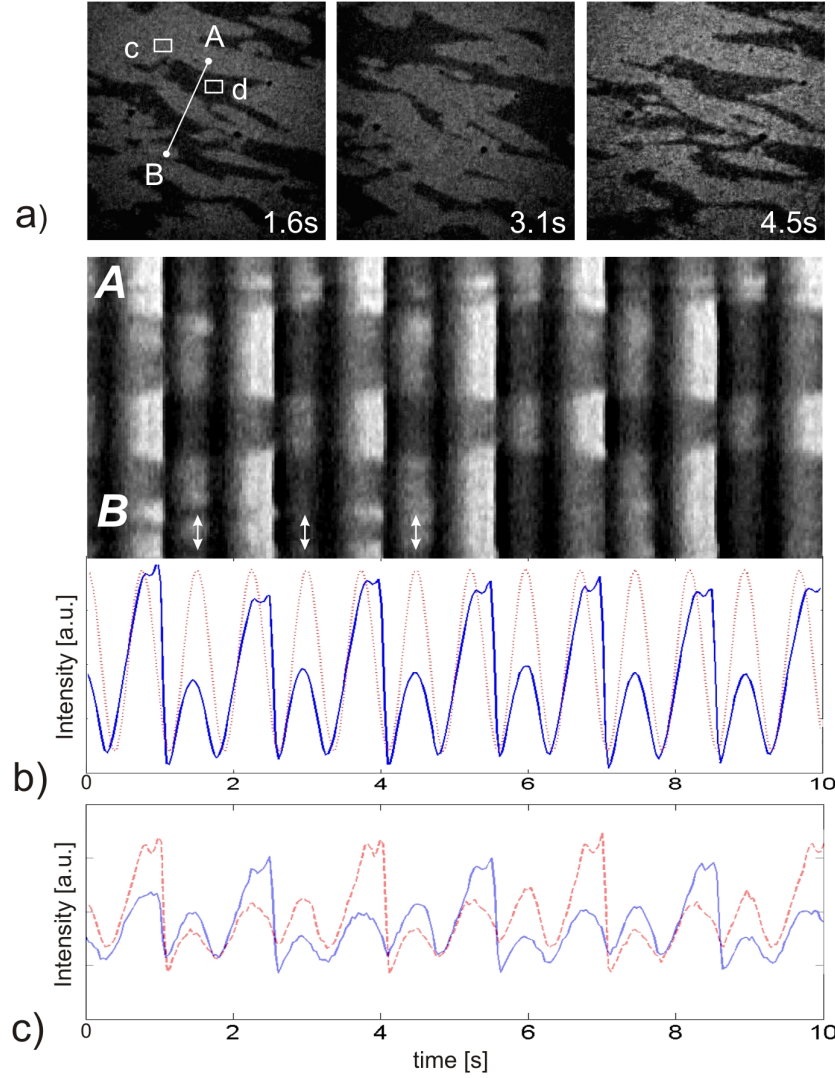 A
c
d
B
a)
1.6s
3.1s
4.5s
A
B
Intensity [a.u.]
b)
0 2 4 6 8 10
Intensity [a.u.]
c)
0 2 4 6 8 10
time [s]